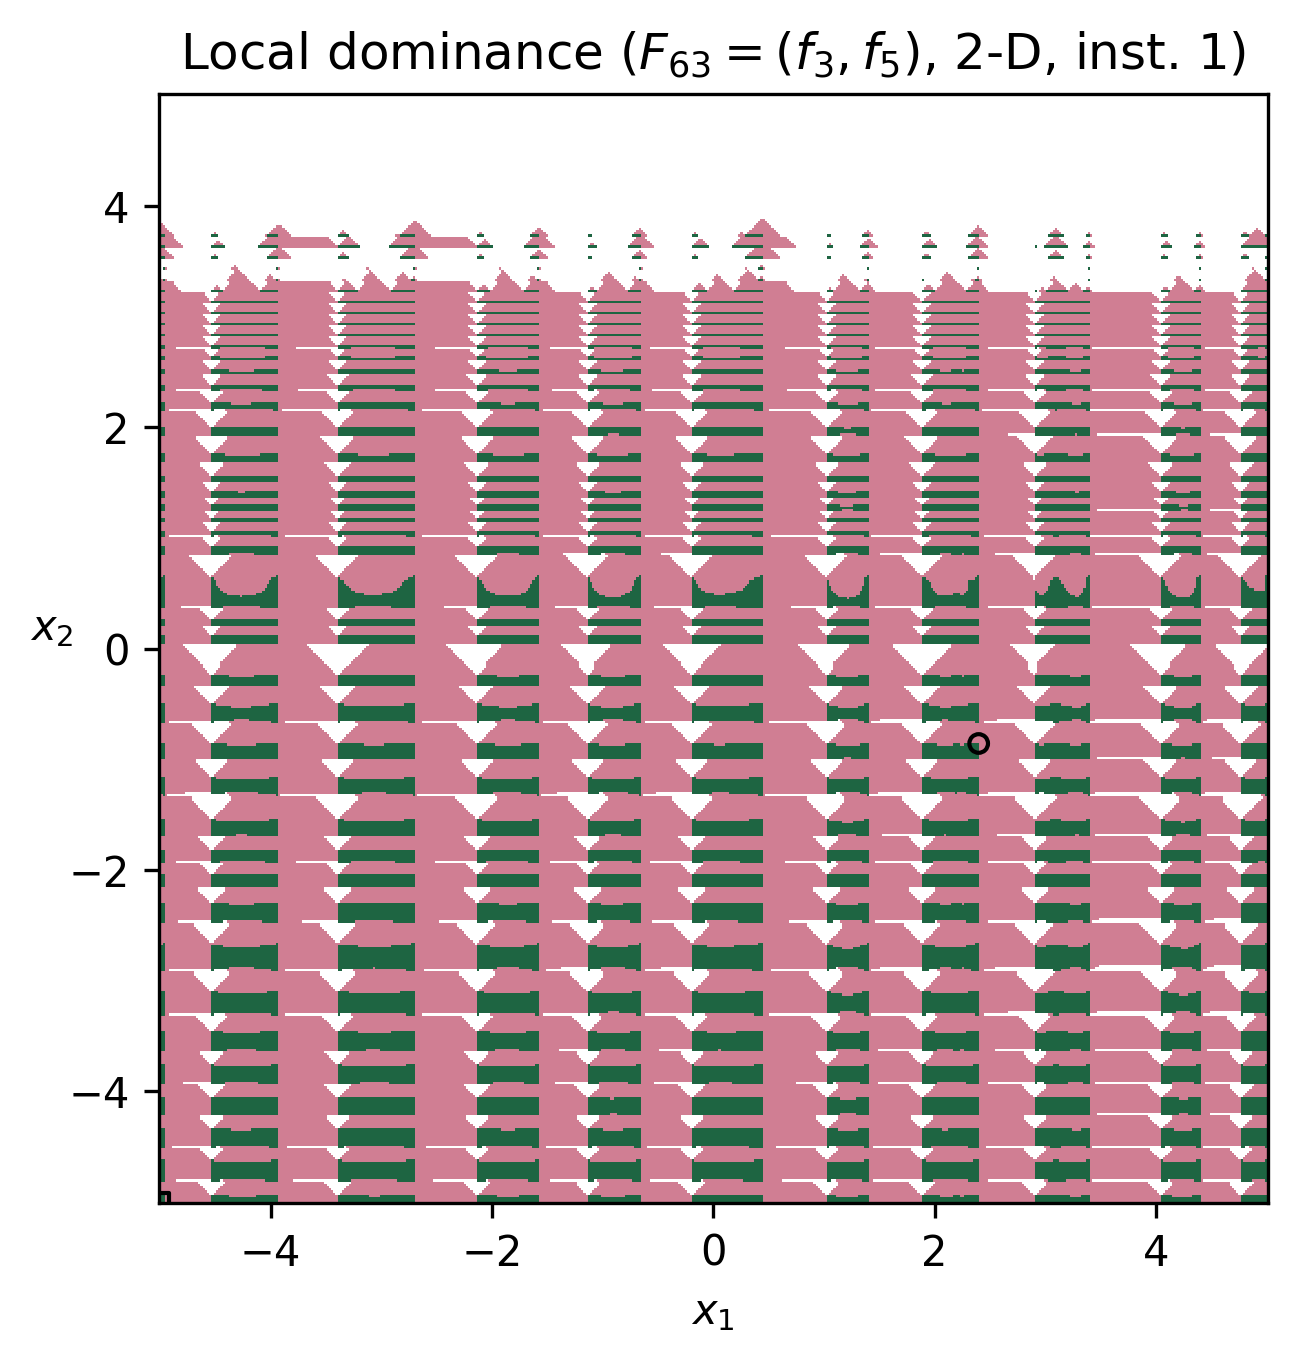 Local dominance (F₆₃ = (f₃, f₅), 2-D, inst. 1)
4
2
x₂
0
−2
−4
−4 −2 0 2 4
x₁